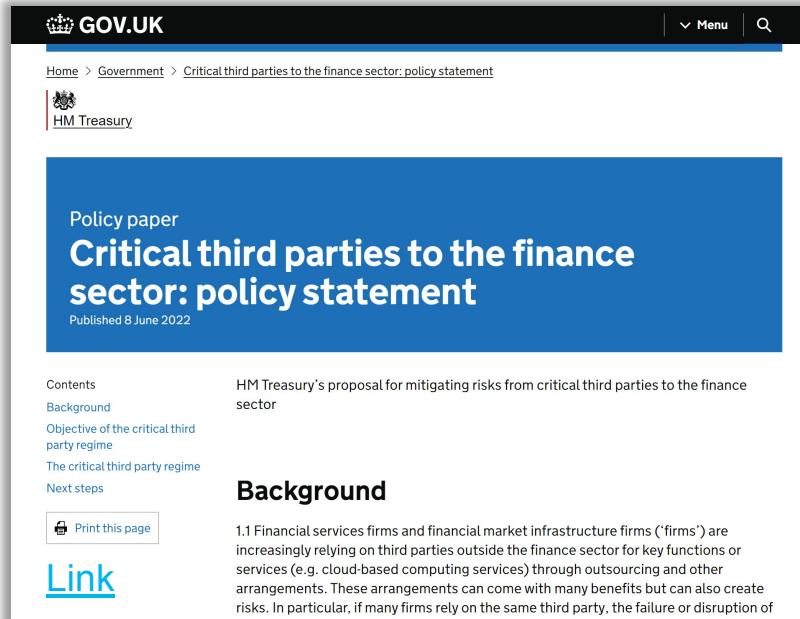 GOV.UK
Menu
Home > Government > Critical third parties to the finance sector: policy statement
HM Treasury
Policy paper
Critical third parties to the finance
sector: policy statement
Published 8 June 2022
Contents
Background
Objective of the critical third
party regime
The critical third party regime
Next steps
Print this page
Link
HM Treasury’s proposal for mitigating risks from critical third parties to the finance
sector
Background
1.1 Financial services firms and financial market infrastructure firms (‘firms’) are
increasingly relying on third parties outside the finance sector for key functions or
services (e.g. cloud-based computing services) through outsourcing and other
arrangements. These arrangements can come with many benefits but can also create
risks. In particular, if many firms rely on the same third party, the failure or disruption of